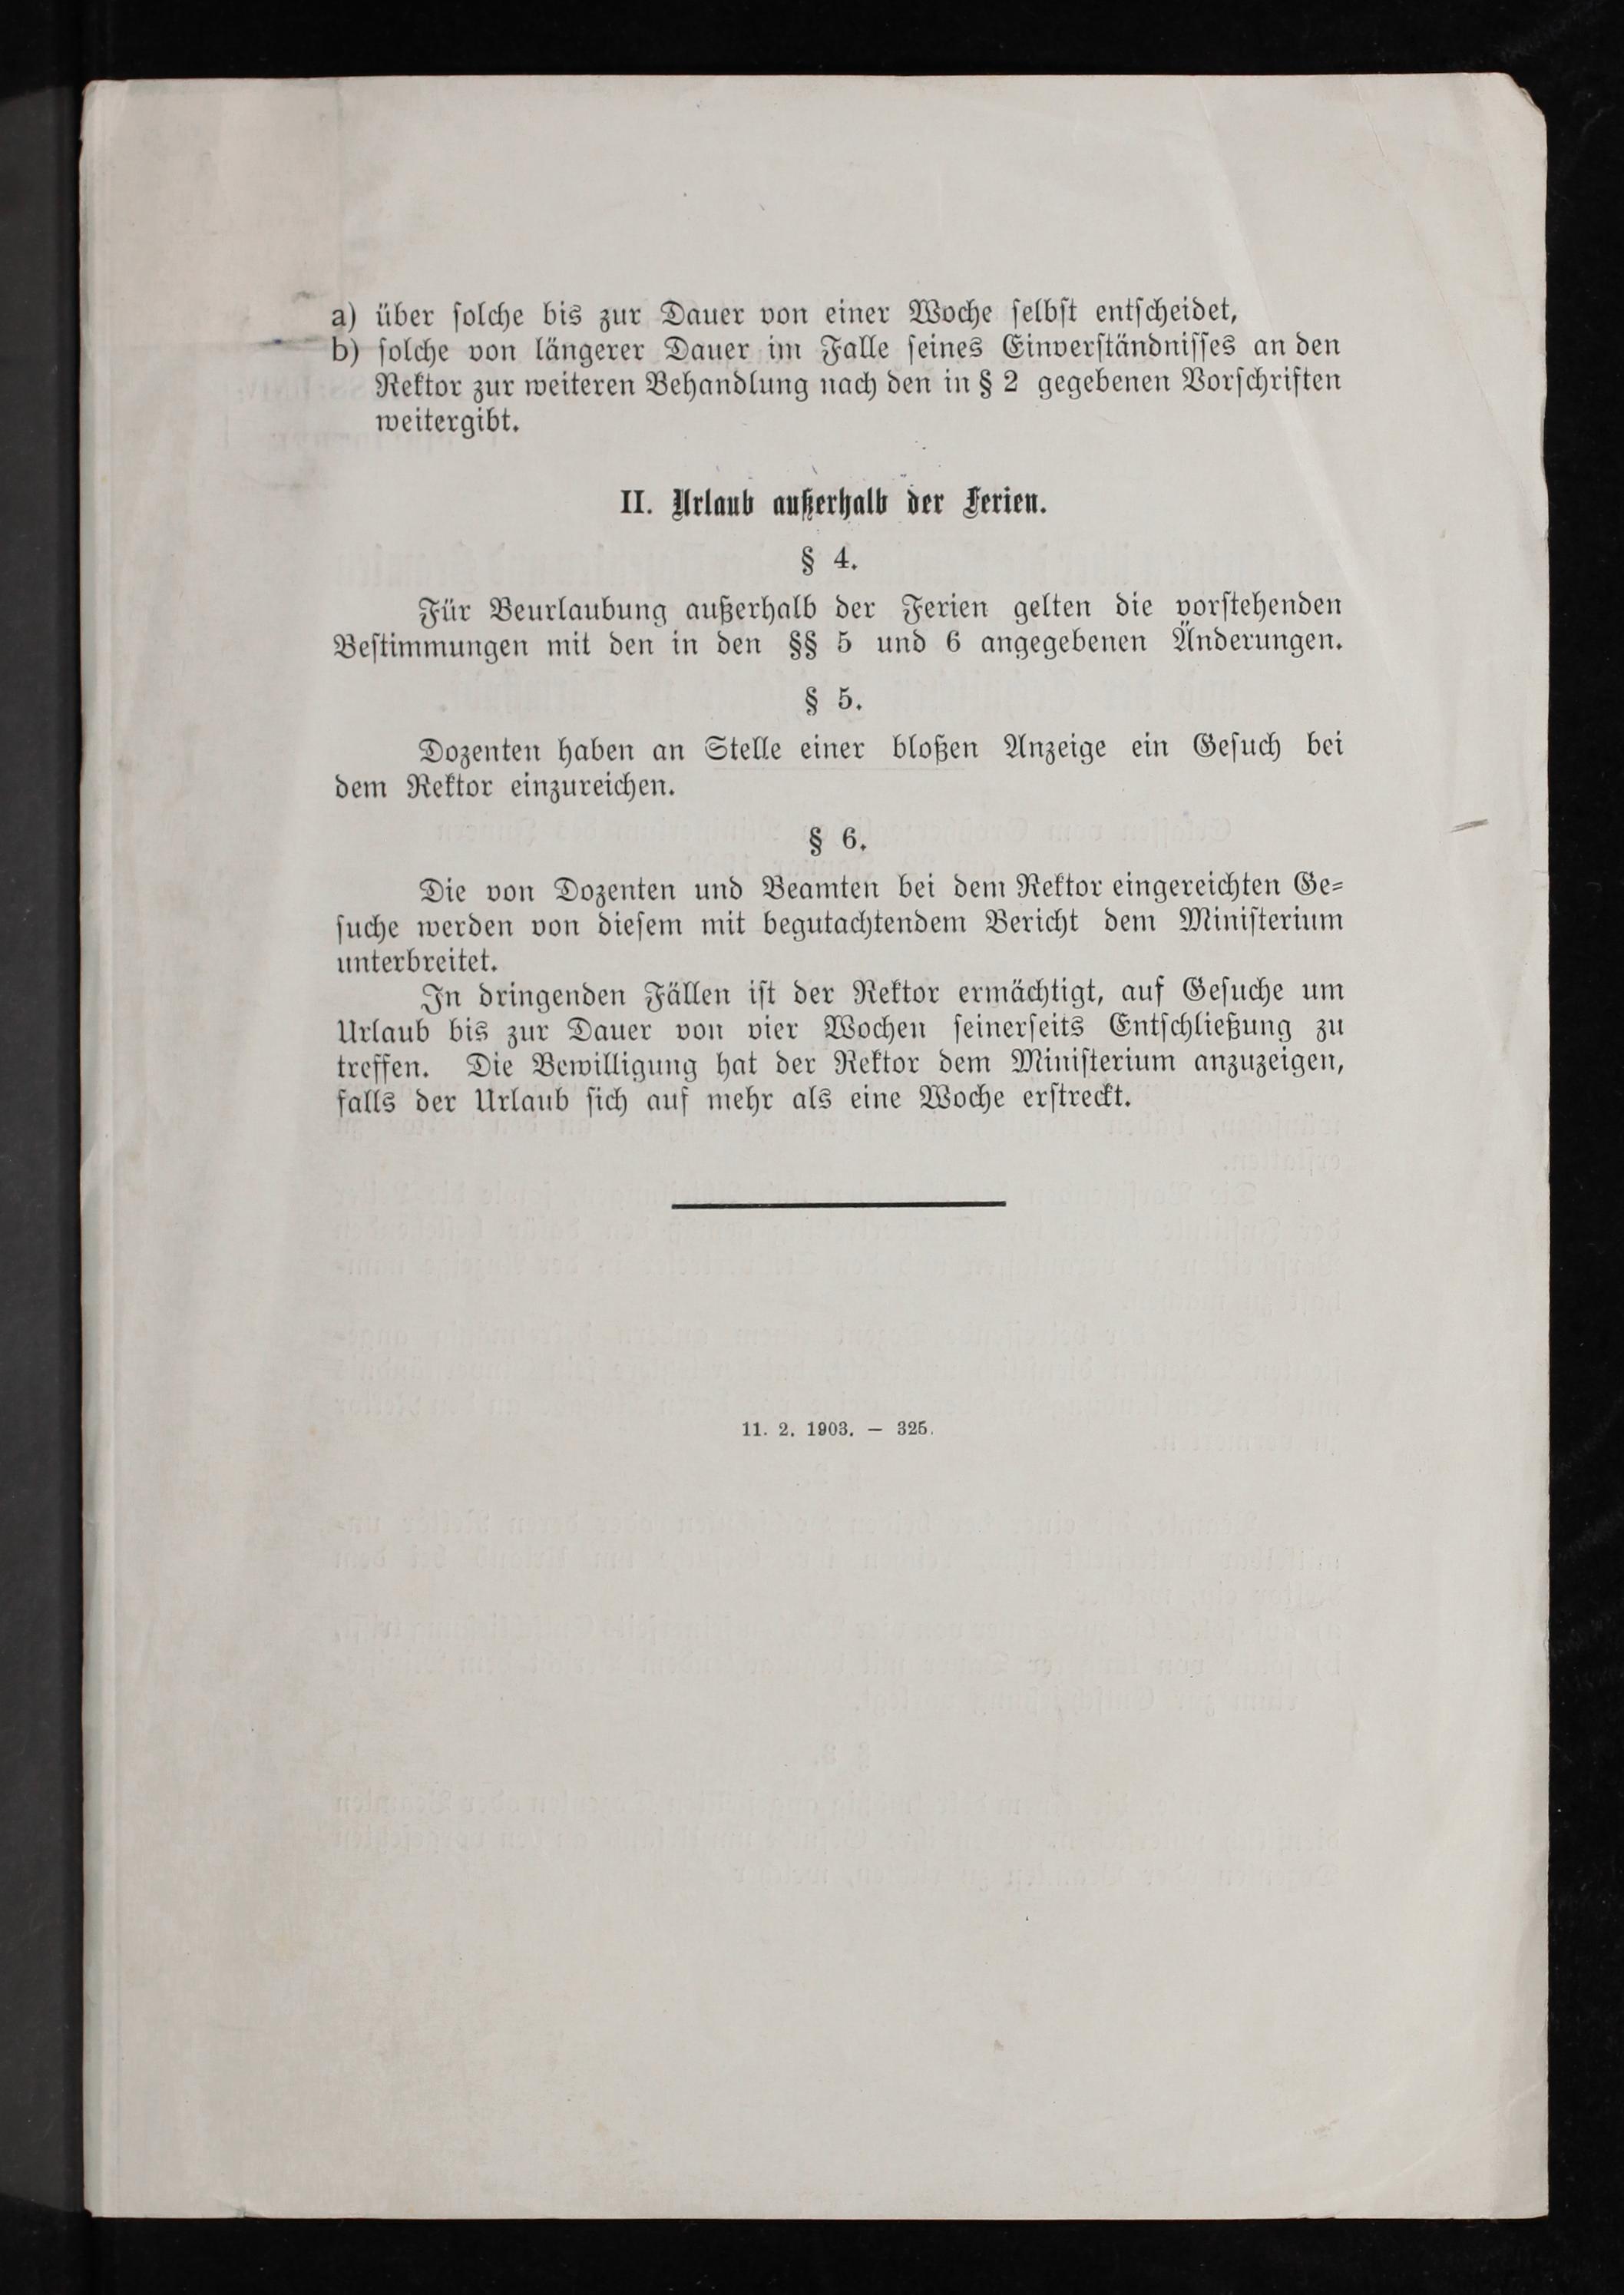 a) über solche bis zur Dauer von einer Woche selbst entscheidet,
b) solche von längerer Dauer im Falle seines Einverständnisses an den
Rektor zur weiteren Behandlung nach den in § 2 gegebenen Vorschriften
weitergibt.
II. Urlaub außerhalb der Ferien.
§ 4.
Für Beurlaubung außerhalb der Ferien gelten die vorstehenden
Bestimmungen mit den in den §§ 5 und 6 angegebenen Änderungen.
§ 5.
Dozenten haben an Stelle einer bloßen Anzeige ein Gesuch bei
dem Rektor einzureichen.
§ 6.
Die von Dozenten und Beamten bei dem Rektor eingereichten Ge-
suche werden von diesem mit begutachtendem Bericht dem Ministerium
unterbreitet.
In dringenden Fällen ist der Rektor ermächtigt, auf Gesuche um
Urlaub bis zur Dauer von vier Wochen seinerseits Entschließung zu
treffen. Die Bewilligung hat der Rektor dem Ministerium anzuzeigen,
falls der Urlaub sich auf mehr als eine Woche erstreckt.
11. 2. 1903. — 325.